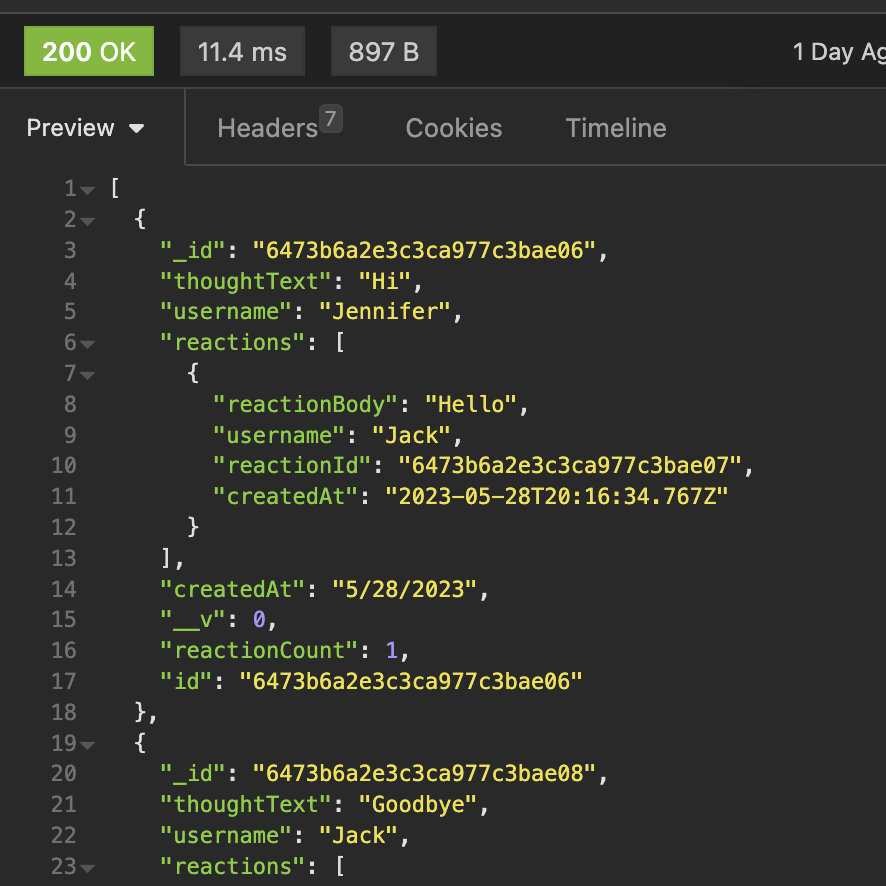 200 OK 11.4 ms 897 B 1 Day Ag
Preview Headers 7 Cookies Timeline
1 [
2 {
3 "_id": "6473b6a2e3c3ca977c3bae06",
4 "thoughtText": "Hi",
5 "username": "Jennifer",
6 "reactions": [
7 {
8 "reactionBody": "Hello",
9 "username": "Jack",
10 "reactionId": "6473b6a2e3c3ca977c3bae07",
11 "createdAt": "2023-05-28T20:16:34.767Z"
12 }
13 ],
14 "createdAt": "5/28/2023",
15 "__v": 0,
16 "reactionCount": 1,
17 "id": "6473b6a2e3c3ca977c3bae06"
18 },
19 {
20 "_id": "6473b6a2e3c3ca977c3bae08",
21 "thoughtText": "Goodbye",
22 "username": "Jack",
23 "reactions": [